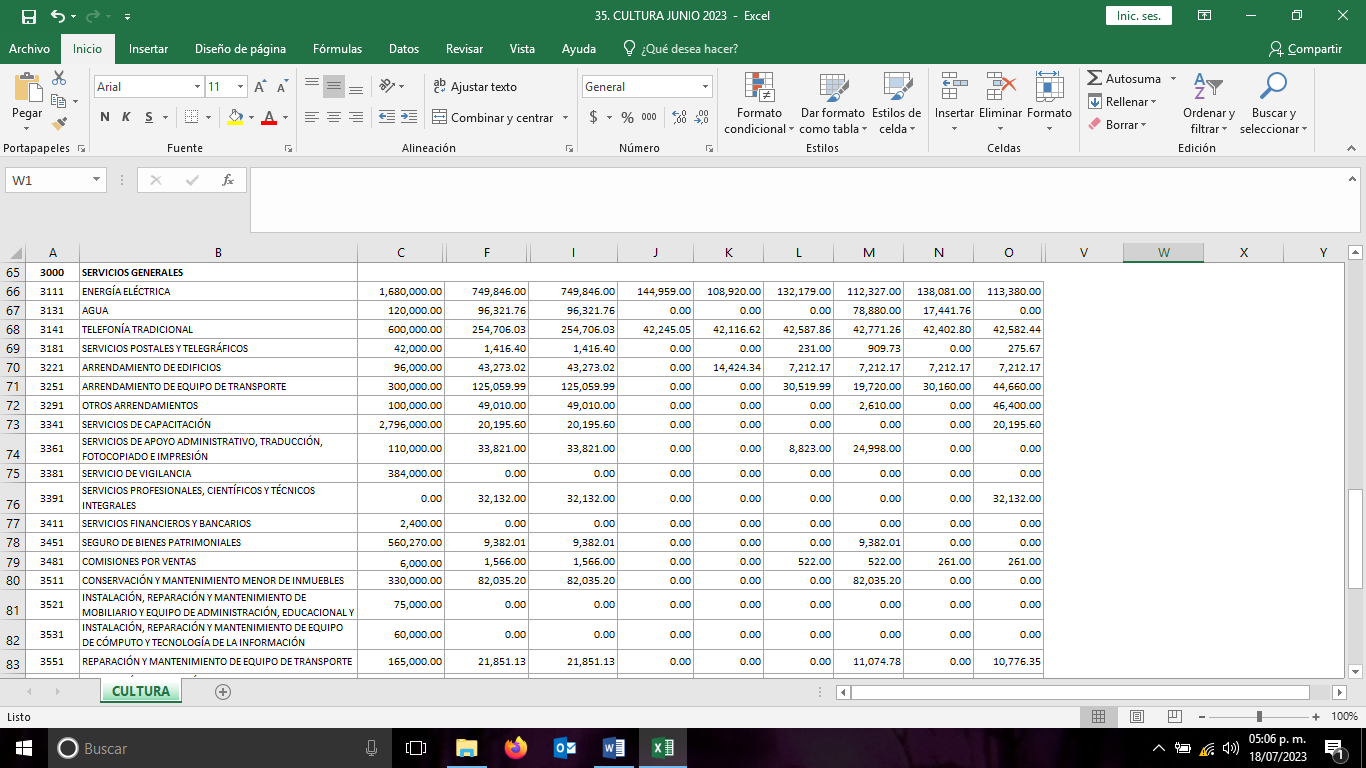 35. CULTURA JUNIO 2023 - Excel
Inic. ses.
Archivo Inicio Insertar Diseño de página Fórmulas Datos Revisar Vista Ayuda ¿Qué desea hacer? Compartir
Pegar
Arial 11
N K S
Ajustar texto
Combinar y centrar
General
$ % 000
Formato condicional
Dar formato como tabla
Estilos de celda
Insertar Eliminar Formato
Autosuma
Rellenar
Borrar
Ordenar y filtrar
Buscar y seleccionar
Portapapeles Fuente Alineación Número Estilos Celdas Edición
W1 fx
A B C F I J K L M N O V W X Y
65 3000 SERVICIOS GENERALES
66 3111 ENERGÍA ELÉCTRICA 1,680,000.00 749,846.00 749,846.00 144,959.00 108,920.00 132,179.00 112,327.00 138,081.00 113,380.00
67 3131 AGUA 120,000.00 96,321.76 96,321.76 0.00 0.00 0.00 78,880.00 17,441.76 0.00
68 3141 TELEFONÍA TRADICIONAL 600,000.00 254,706.03 254,706.03 42,245.05 42,116.62 42,587.86 42,771.26 42,402.80 42,582.44
69 3181 SERVICIOS POSTALES Y TELEGRÁFICOS 42,000.00 1,416.40 1,416.40 0.00 0.00 231.00 909.73 0.00 275.67
70 3221 ARRENDAMIENTO DE EDIFICIOS 96,000.00 43,273.02 43,273.02 0.00 14,424.34 7,212.17 7,212.17 7,212.17 7,212.17
71 3251 ARRENDAMIENTO DE EQUIPO DE TRANSPORTE 300,000.00 125,059.99 125,059.99 0.00 0.00 30,519.99 19,720.00 30,160.00 44,660.00
72 3291 OTROS ARRENDAMIENTOS 100,000.00 49,010.00 49,010.00 0.00 0.00 0.00 2,610.00 0.00 46,400.00
73 3341 SERVICIOS DE CAPACITACIÓN 2,796,000.00 20,195.60 20,195.60 0.00 0.00 0.00 0.00 0.00 20,195.60
74 3361 SERVICIOS DE APOYO ADMINISTRATIVO, TRADUCCIÓN,
FOTOCOPIADO E IMPRESIÓN 110,000.00 33,821.00 33,821.00 0.00 0.00 8,823.00 24,998.00 0.00 0.00
75 3381 SERVICIO DE VIGILANCIA 384,000.00 0.00 0.00 0.00 0.00 0.00 0.00 0.00 0.00
76 3391 SERVICIOS PROFESIONALES, CIENTÍFICOS Y TÉCNICOS
INTEGRALES 0.00 32,132.00 32,132.00 0.00 0.00 0.00 0.00 0.00 32,132.00
77 3411 SERVICIOS FINANCIEROS Y BANCARIOS 2,400.00 0.00 0.00 0.00 0.00 0.00 0.00 0.00 0.00
78 3451 SEGURO DE BIENES PATRIMONIALES 560,270.00 9,382.01 9,382.01 0.00 0.00 0.00 9,382.01 0.00 0.00
79 3481 COMISIONES POR VENTAS 6,000.00 1,566.00 1,566.00 0.00 0.00 522.00 522.00 261.00 261.00
80 3511 CONSERVACIÓN Y MANTENIMIENTO MENOR DE INMUEBLES 330,000.00 82,035.20 82,035.20 0.00 0.00 0.00 82,035.20 0.00 0.00
81 3521 INSTALACIÓN, REPARACIÓN Y MANTENIMIENTO DE
MOBILIARIO Y EQUIPO DE ADMINISTRACIÓN, EDUCACIONAL Y 75,000.00 0.00 0.00 0.00 0.00 0.00 0.00 0.00 0.00
82 3531 INSTALACIÓN, REPARACIÓN Y MANTENIMIENTO DE EQUIPO
DE CÓMPUTO Y TECNOLOGÍA DE LA INFORMACIÓN 60,000.00 0.00 0.00 0.00 0.00 0.00 0.00 0.00 0.00
83 3551 REPARACIÓN Y MANTENIMIENTO DE EQUIPO DE TRANSPORTE 165,000.00 21,851.13 21,851.13 0.00 0.00 0.00 11,074.78 0.00 10,776.35
CULTURA
Listo 100%
Buscar
05:06 p. m.
18/07/2023
1